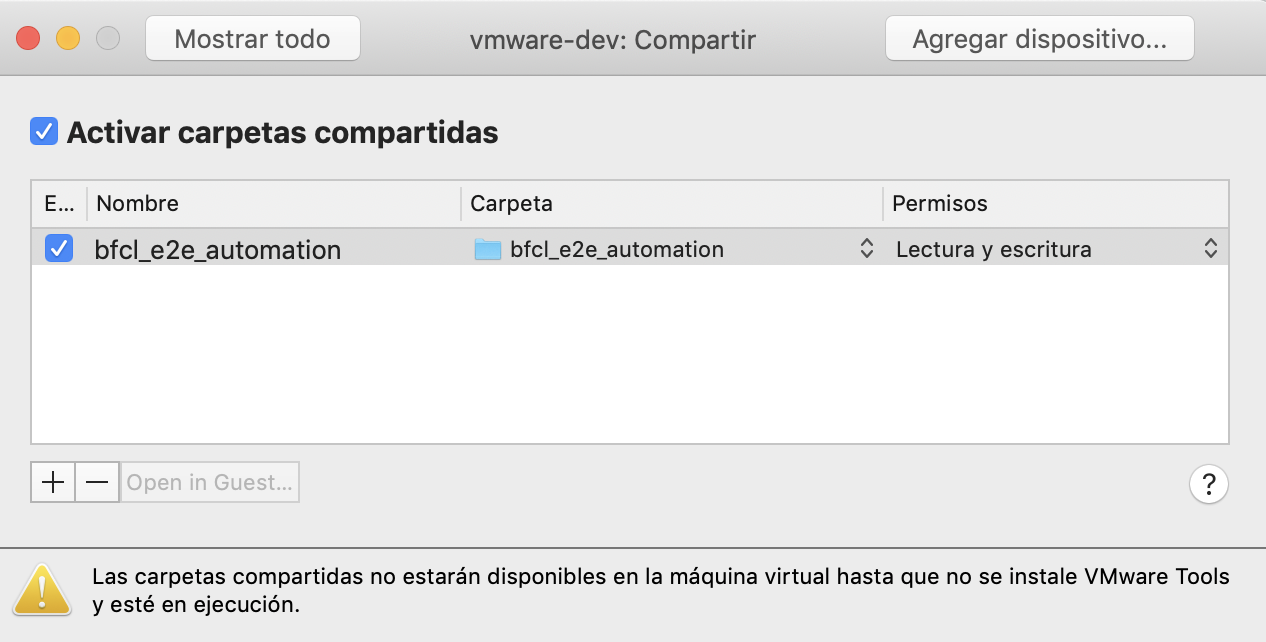 Mostrar todo
vmware-dev: Compartir
Agregar dispositivo...
Activar carpetas compartidas
E... Nombre Carpeta Permisos
bfcl_e2e_automation bfcl_e2e_automation Lectura y escritura
Open in Guest...
?
Las carpetas compartidas no estarán disponibles en la máquina virtual hasta que no se instale VMware Tools
y esté en ejecución.